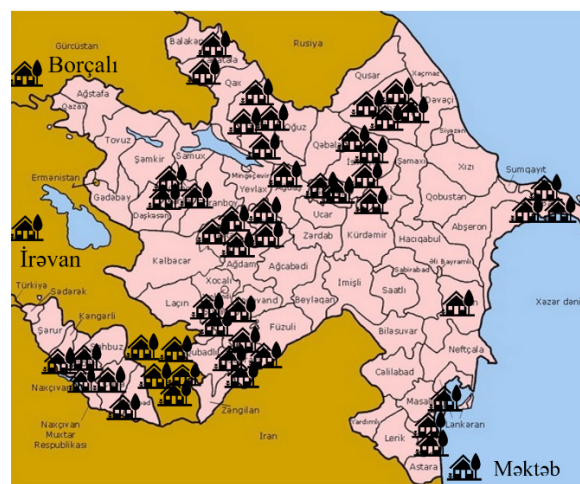 Gürcüstan
Rusiya
Borçalı
Balakən
Qax
Qusar
Xaçmaz
Ağstafa
Qazax
Oğuz
Dəvəçi
Siyəzən
Tovuz
Şəmkir
Samux
Qəbələ
Xızı
Sumqayıt
Ermənistan
Gədəbəy
Daşkəsən
Mingəçevir
Yevlax
Şamaxı
Qobustan
Abşeron
Ucar
Zərdab
Kürdəmir
Hacıqabul
İrəvan
Kəlbəcər
Ağdam
Ağcabədi
İmişli
Sabirabad
Əli Bayramlı
Saatlı
Xəzər dəni
Türkiyə
Sədərək
Laçın
Xocalı
Beyləqan
Kəngərli
Şərur
Şahbuz
Füzuli
Biləsuvar
Neftçala
Naxçıvan
Cəlilabad
Zəngilan
Masal
Yardımlı
Lənkəran
Lerik
Naxçıvan
Muxtar
Respublikası
İran
Astara
Məktəb